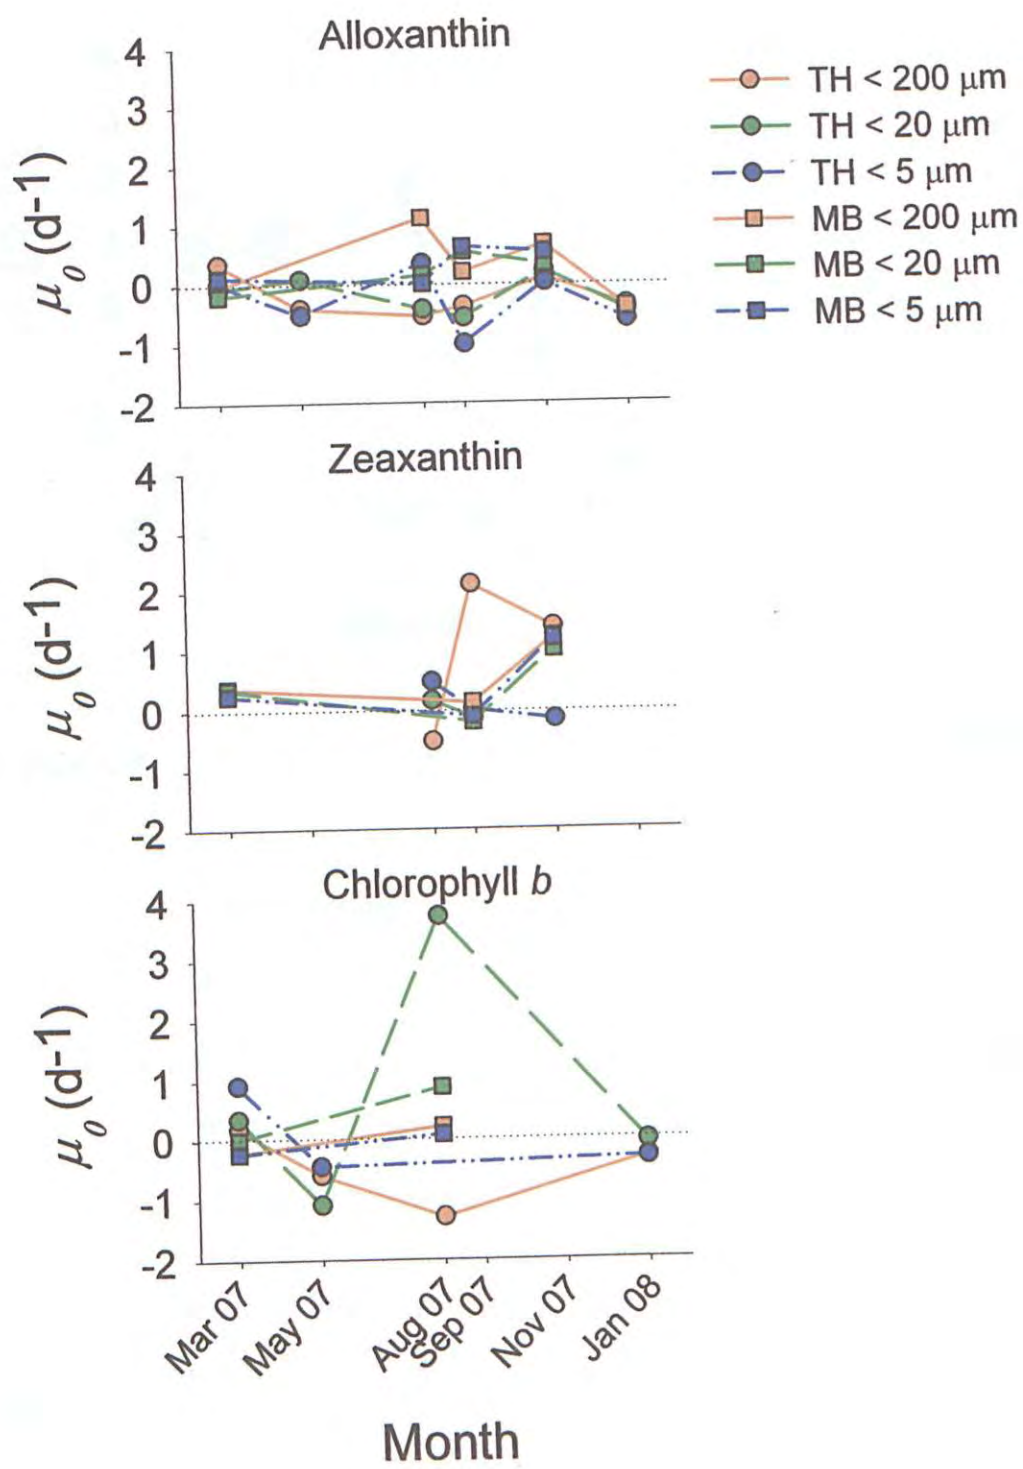 Alloxanthin
4
3
2
1
0
-1
-2
μ0 (d-1)
TH < 200 μm
TH < 20 μm
TH < 5 μm
MB < 200 μm
MB < 20 μm
MB < 5 μm
Zeaxanthin
4
3
2
1
0
-1
-2
μ0 (d-1)
Chlorophyll b
4
3
2
1
0
-1
-2
μ0 (d-1)
Mar 07
May 07
Aug 07
Sep 07
Nov 07
Jan 08
Month